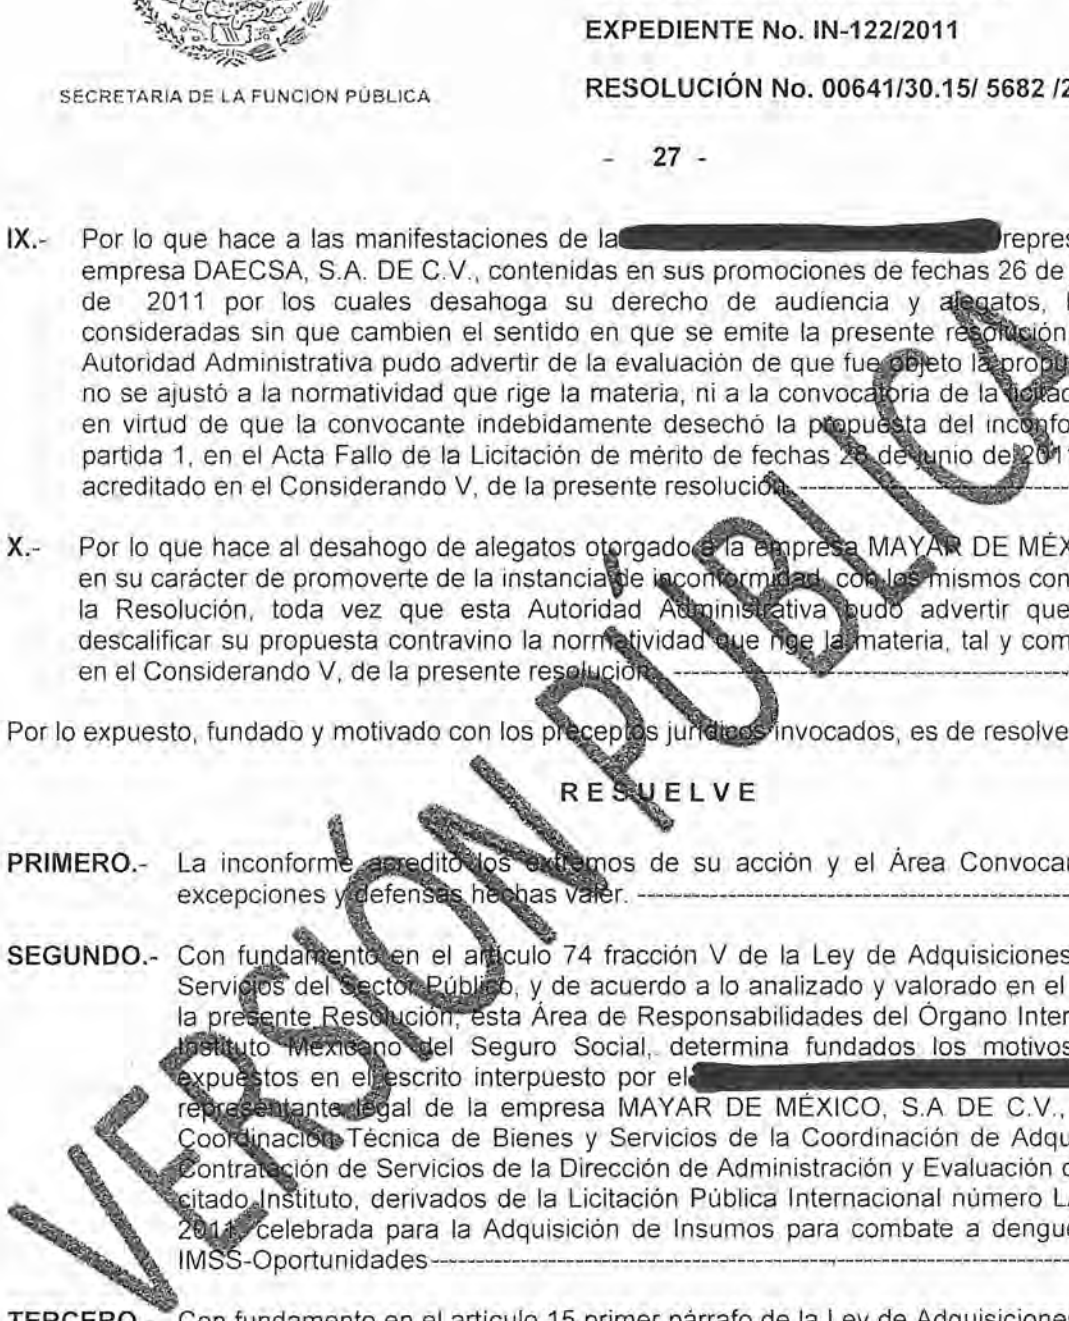 EXPEDIENTE No. IN-122/2011
SECRETARIA DE LA FUNCION PÚBLICA
RESOLUCIÓN No. 00641/30.15/ 5682 /2
- 27 -
IX.- Por lo que hace a las manifestaciones de la repres
empresa DAECSA, S.A. DE C.V., contenidas en sus promociones de fechas 26 de
de 2011 por los cuales desahoga su derecho de audiencia y alegatos,
consideradas sin que cambien el sentido en que se emite la presente resolución
Autoridad Administrativa pudo advertir de la evaluación de que fue objeto la propu
no se ajustó a la normatividad que rige la materia, ni a la convocatoria de la licitac
en virtud de que la convocante indebidamente desechó la propuesta del inconfo
partida 1, en el Acta Fallo de la Licitación de mérito de fechas 28 de junio de 201
acreditado en el Considerando V, de la presente resolución.
X.- Por lo que hace al desahogo de alegatos otorgado a la empresa MAYAR DE MÉX
en su carácter de promoverte de la instancia de inconformidad, con los mismos con
la Resolución, toda vez que esta Autoridad Administrativa pudo advertir que
descalificar su propuesta contravino la normatividad que rige la materia, tal y com
en el Considerando V, de la presente resolución.
Por lo expuesto, fundado y motivado con los preceptos jurídicos invocados, es de resolve
R E S U E L V E
PRIMERO.- La inconforme acreditó los extremos de su acción y el Área Convocan
excepciones y defensas hechas valer.
SEGUNDO.- Con fundamento en el artículo 74 fracción V de la Ley de Adquisiciones
Servicios del Sector Público, y de acuerdo a lo analizado y valorado en el
la presente Resolución, esta Área de Responsabilidades del Órgano Inter
Instituto Mexicano del Seguro Social, determina fundados los motivos
expuestos en el escrito interpuesto por el
representante legal de la empresa MAYAR DE MÉXICO, S.A DE C.V.,
Coordinación Técnica de Bienes y Servicios de la Coordinación de Adqu
Contratación de Servicios de la Dirección de Administración y Evaluación d
citado Instituto, derivados de la Licitación Pública Internacional número L
2011, celebrada para la Adquisición de Insumos para combate a dengue
IMSS-Oportunidades
TERCERO.- Con fundamento en el artículo 15 primer párrafo de la Ley de Adquisicione
VERSIÓN PÚBLICA